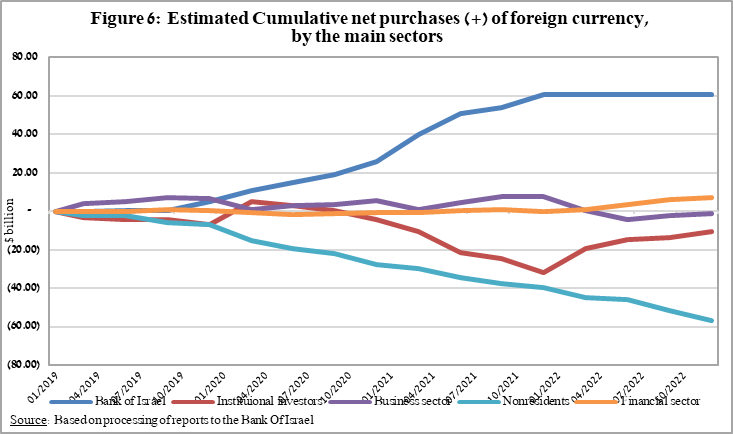 Figure 6: Estimated Cumulative net purchases (+) of foreign currency,
by the main sectors
80.00
60.00
40.00
20.00
-
(20.00)
(40.00)
(60.00)
(80.00)
$ billion
01/2019
04/2019
07/2019
10/2019
01/2020
04/2020
07/2020
10/2020
01/2021
04/2021
07/2021
10/2021
01/2022
04/2022
07/2022
10/2022
Bank of Israel
Institutional investors
Business sector
Nonresidents
Financial sector
Source: Based on processing of reports to the Bank Of Israel